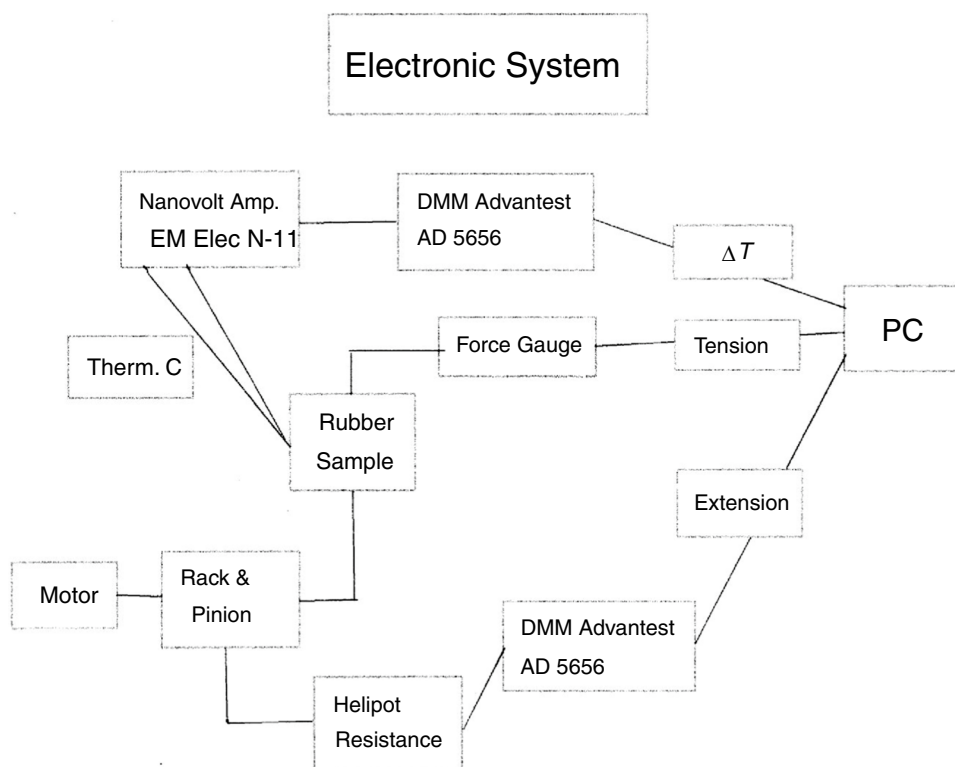 Electronic System
Nanovolt Amp.
EM Elec N-11
DMM Advantest
AD 5656
ΔT
PC
Force Gauge
Tension
Therm. C
Rubber
Sample
Extension
Motor
Rack &
Pinion
DMM Advantest
AD 5656
Helipot
Resistance